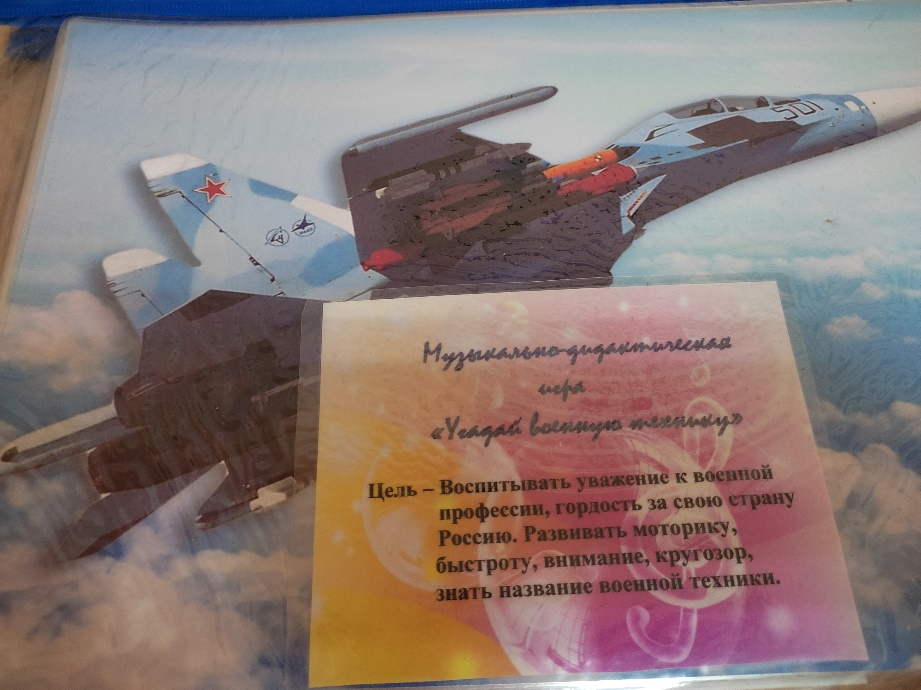 501
Музыкально-дидактическая
игра
«Угадай военную технику»
Цель – Воспитывать уважение к военной
профессии, гордость за свою страну
Россию. Развивать моторику,
быстроту, внимание, кругозор,
знать название военной техники.